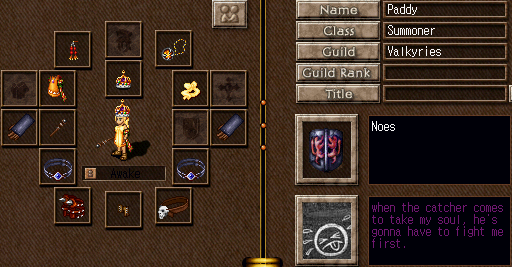 Name Paddy
Class Summoner
Guild Valkyries
Guild Rank
Title
Noes
Awake
when the catcher comes
to take my soul, he's
gonna have to fight me
first.